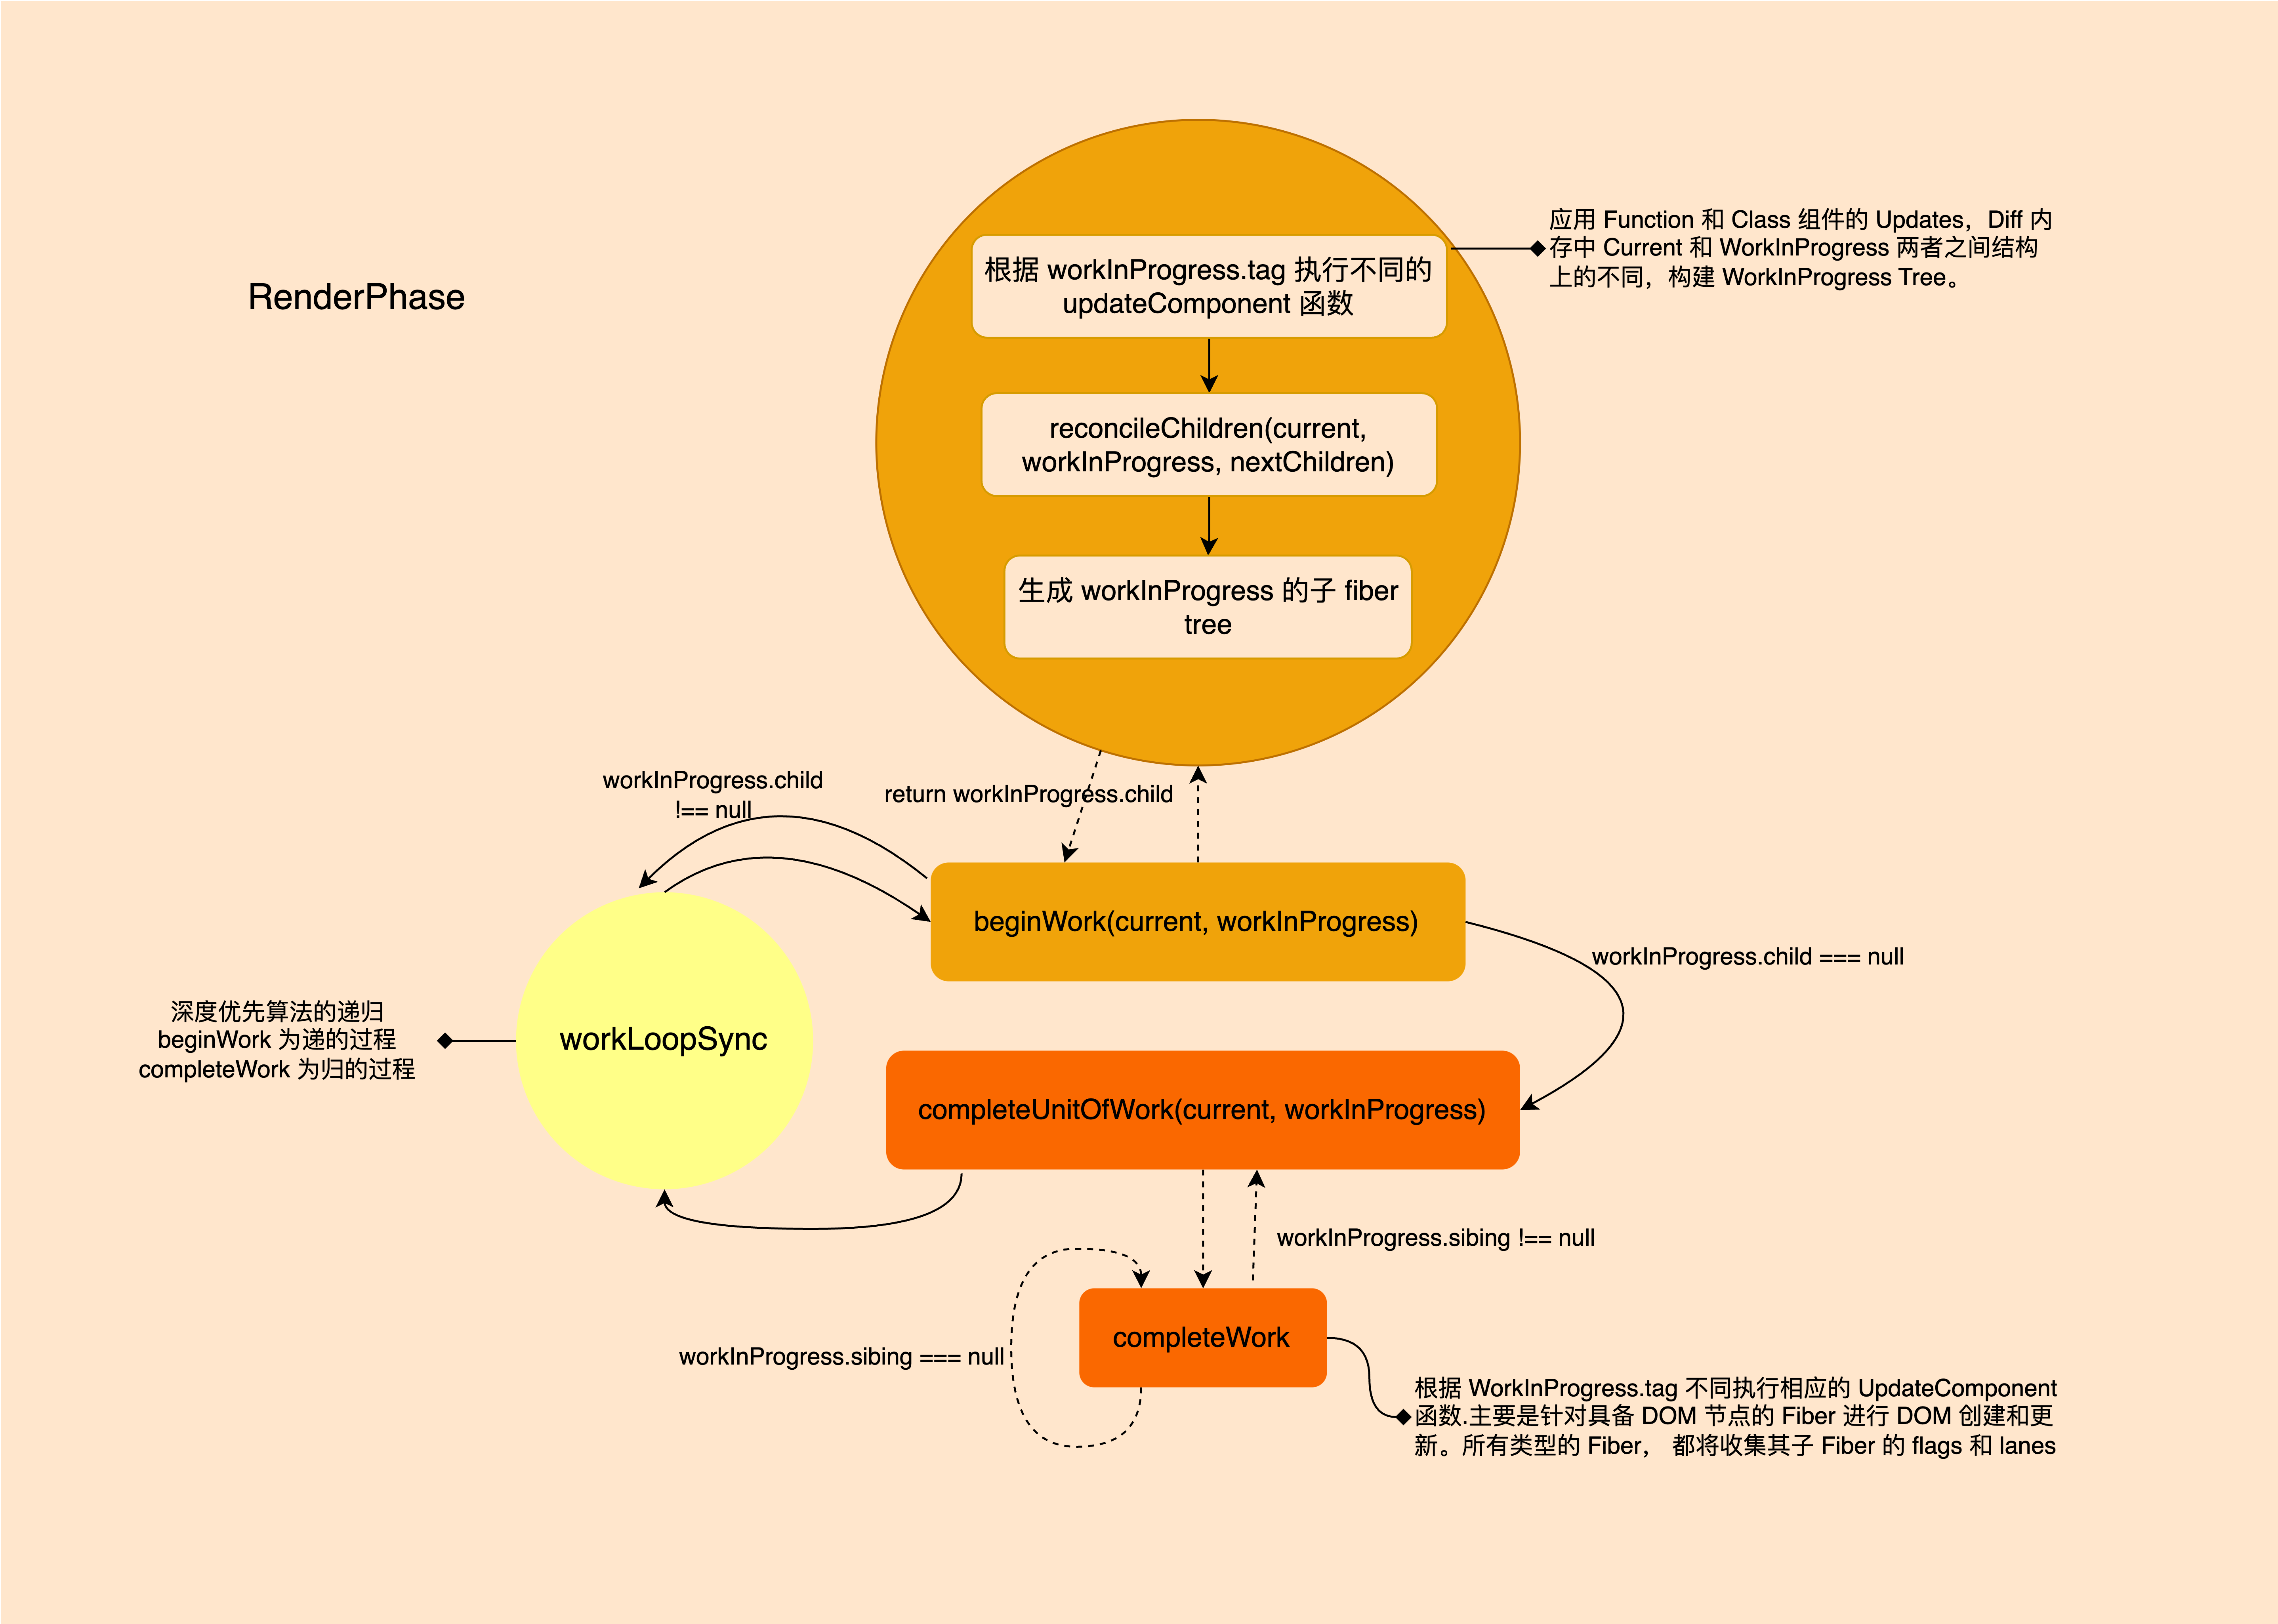 RenderPhase
根据 workInProgress.tag 执行不同的
updateComponent 函数
应用 Function 和 Class 组件的 Updates，Diff 内
存中 Current 和 WorkInProgress 两者之间结构
上的不同，构建 WorkInProgress Tree。
reconcileChildren(current,
workInProgress, nextChildren)
生成 workInProgress 的子 fiber
tree
workInProgress.child
!== null
return workInProgress.child
beginWork(current, workInProgress)
workInProgress.child === null
深度优先算法的递归
beginWork 为递的过程
completeWork 为归的过程
workLoopSync
completeUnitOfWork(current, workInProgress)
workInProgress.sibing !== null
workInProgress.sibing === null
completeWork
根据 WorkInProgress.tag 不同执行相应的 UpdateComponent
函数.主要是针对具备 DOM 节点的 Fiber 进行 DOM 创建和更
新。所有类型的 Fiber， 都将收集其子 Fiber 的 flags 和 lanes